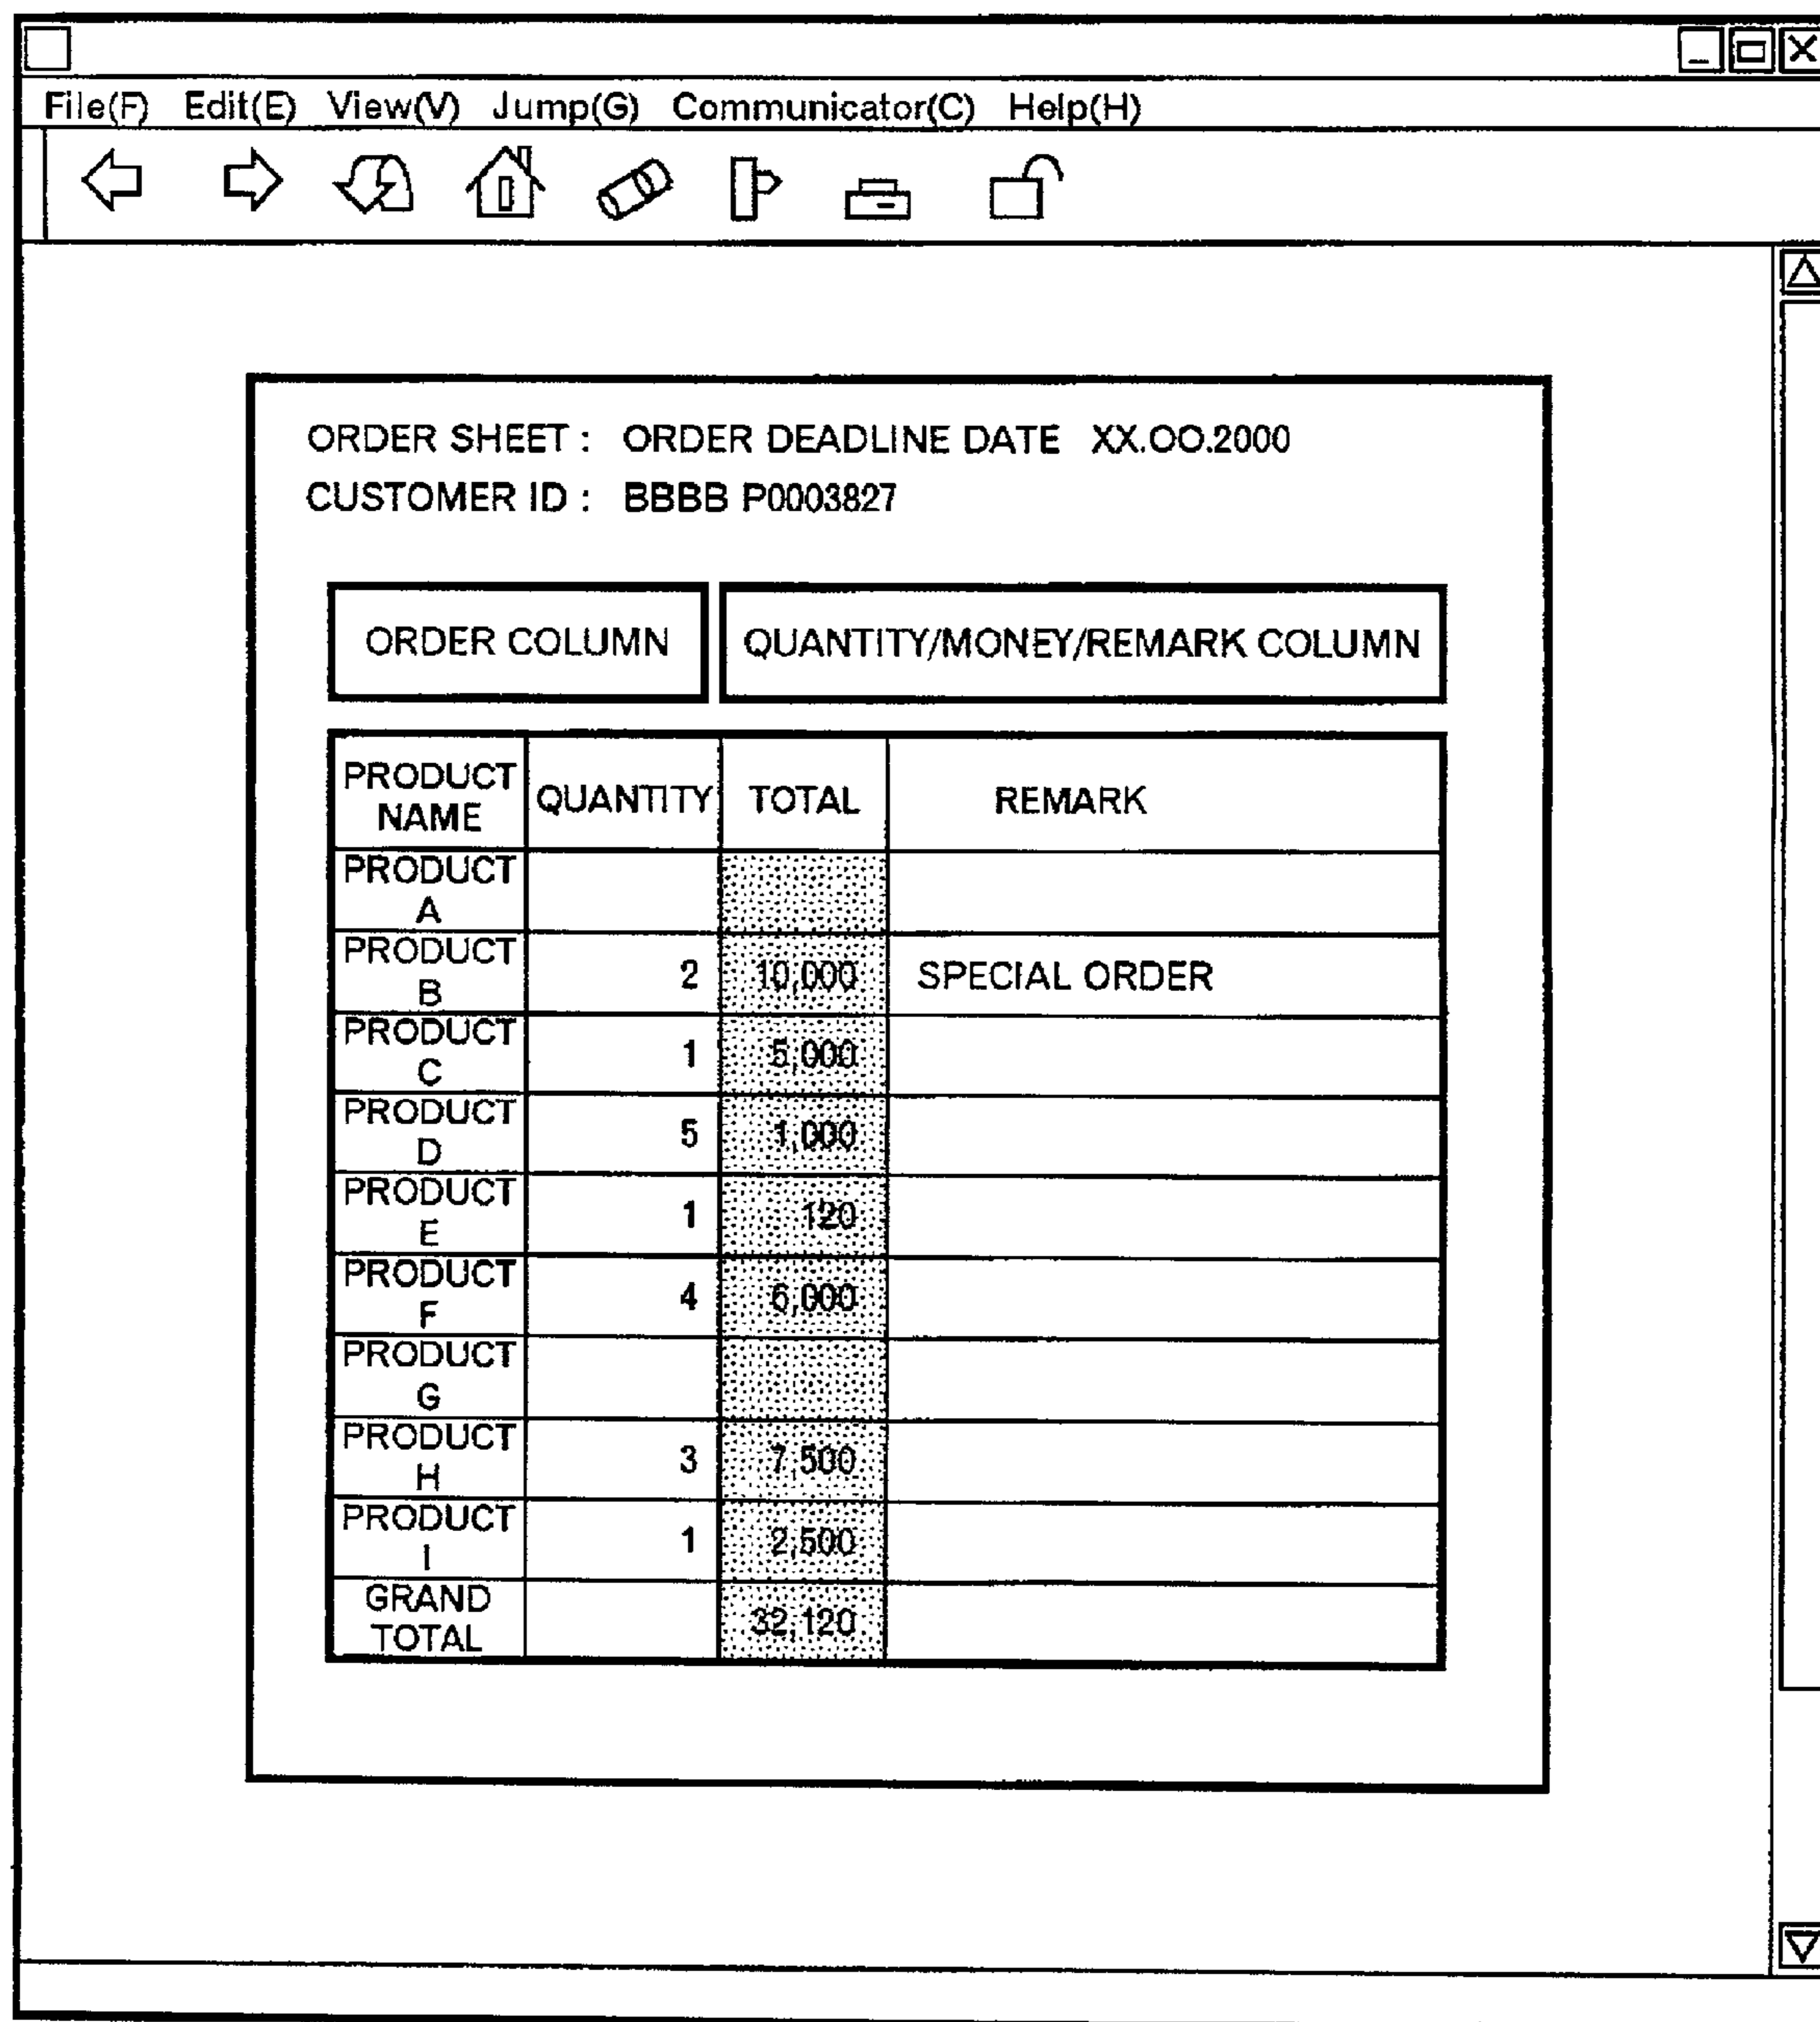 File(F) Edit(E) View(V) Jump(G) Communicator(C) Help(H)
ORDER SHEET : ORDER DEADLINE DATE XX.OO.2000
CUSTOMER ID : BBBB P0003827
ORDER COLUMN QUANTITY/MONEY/REMARK COLUMN
PRODUCT
NAME QUANTITY TOTAL REMARK
PRODUCT
A
PRODUCT
B 2 10,000 SPECIAL ORDER
PRODUCT
C 1 5,000
PRODUCT
D 5 1,000
PRODUCT
E 1 120
PRODUCT
F 4 6,000
PRODUCT
G
PRODUCT
H 3 7,500
PRODUCT
I 1 2,500
GRAND
TOTAL 32,120